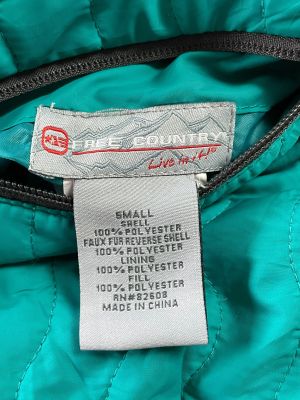 FREE COUNTRY
Live in it!®
SMALL
SHELL
100% POLYESTER
FAUX FUR REVERSE SHELL
100% POLYESTER
LINING
100% POLYESTER
FILL
100% POLYESTER
RN#82608
MADE IN CHINA